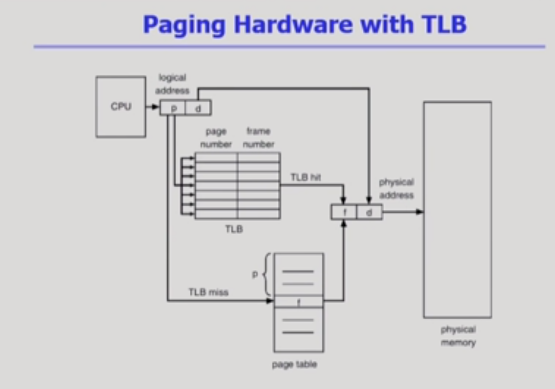 Paging Hardware with TLB
logical
address
CPU
p d
page frame
number number
TLB hit
physical
address
f d
TLB
p
TLB miss
f
physical
memory
page table